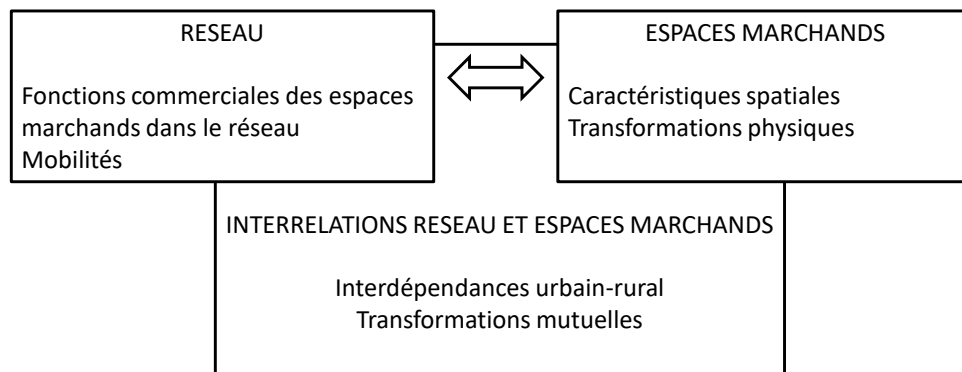 RESEAU
Fonctions commerciales des espaces
marchands dans le réseau
Mobilités
ESPACES MARCHANDS
Caractéristiques spatiales
Transformations physiques
INTERRELATIONS RESEAU ET ESPACES MARCHANDS
Interdépendances urbain-rural
Transformations mutuelles